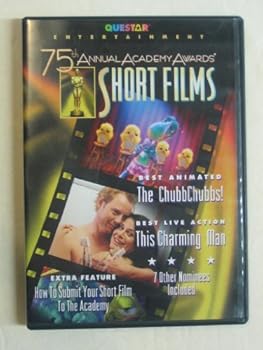 QUESTAR
ENTERTAINMENT
75th ANNUAL ACADEMY AWARDS®
SHORT FILMS
BEST ANIMATED
The ChubbChubbs!
BEST LIVE ACTION
This Charming Man
★ ★ ★ ★
EXTRA FEATURE
How To Submit Your Short Film
To The Academy
7 Other Nominees
Included